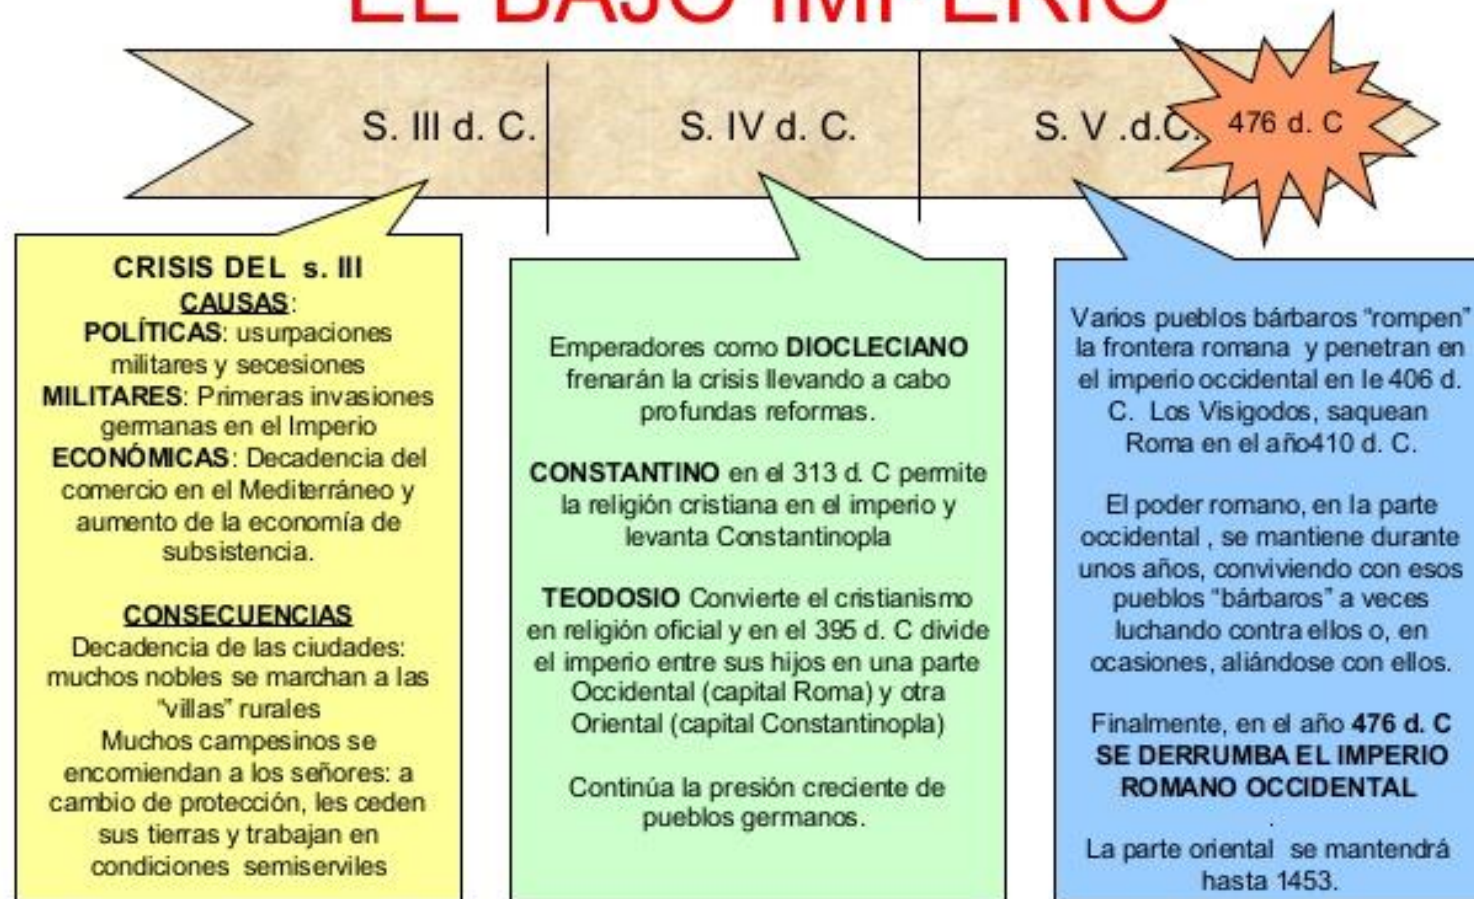 EL BAJO IMPERIO
S. III d. C.
S. IV d. C.
S. V .d.C.
476 d. C
CRISIS DEL s. III
CAUSAS:
POLÍTICAS: usurpaciones
militares y secesiones
MILITARES: Primeras invasiones
germanas en el Imperio
ECONÓMICAS: Decadencia del
comercio en el Mediterráneo y
aumento de la economía de
subsistencia.
CONSECUENCIAS
Decadencia de las ciudades:
muchos nobles se marchan a las
“villas” rurales
Muchos campesinos se
encomiendan a los señores: a
cambio de protección, les ceden
sus tierras y trabajan en
condiciones semiserviles
Emperadores como DIOCLECIANO
frenarán la crisis llevando a cabo
profundas reformas.
CONSTANTINO en el 313 d. C permite
la religión cristiana en el imperio y
levanta Constantinopla
TEODOSIO Convierte el cristianismo
en religión oficial y en el 395 d. C divide
el imperio entre sus hijos en una parte
Occidental (capital Roma) y otra
Oriental (capital Constantinopla)
Continúa la presión creciente de
pueblos germanos.
Varios pueblos bárbaros “rompen”
la frontera romana y penetran en
el imperio occidental en le 406 d.
C. Los Visigodos, saquean
Roma en el año410 d. C.
El poder romano, en la parte
occidental , se mantiene durante
unos años, conviviendo con esos
pueblos “bárbaros” a veces
luchando contra ellos o, en
ocasiones, aliándose con ellos.
Finalmente, en el año 476 d. C
SE DERRUMBA EL IMPERIO
ROMANO OCCIDENTAL
.
La parte oriental se mantendrá
hasta 1453.